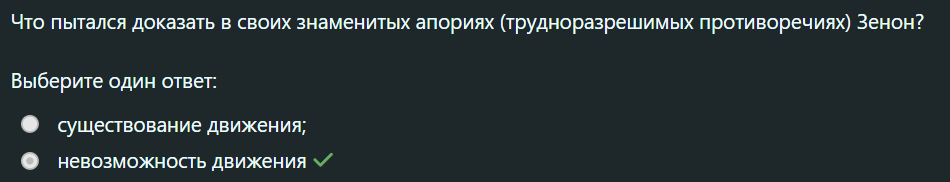 Что пытался доказать в своих знаменитых апориях (трудноразрешимых противоречиях) Зенон?
Выберите один ответ:
существование движения;
невозможность движения